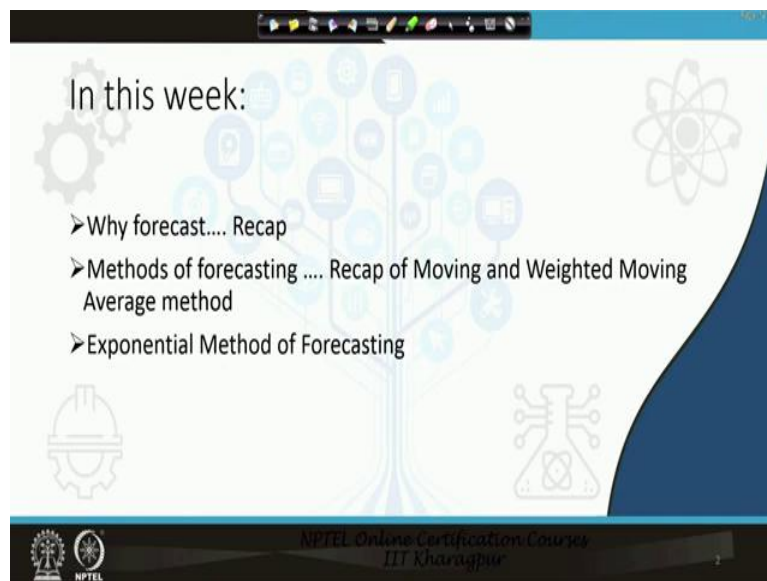 In this week:
➢Why forecast.... Recap
➢Methods of forecasting .... Recap of Moving and Weighted Moving
Average method
➢Exponential Method of Forecasting
NPTEL Online Certification Courses
IIT Kharagpur
NPTEL
2